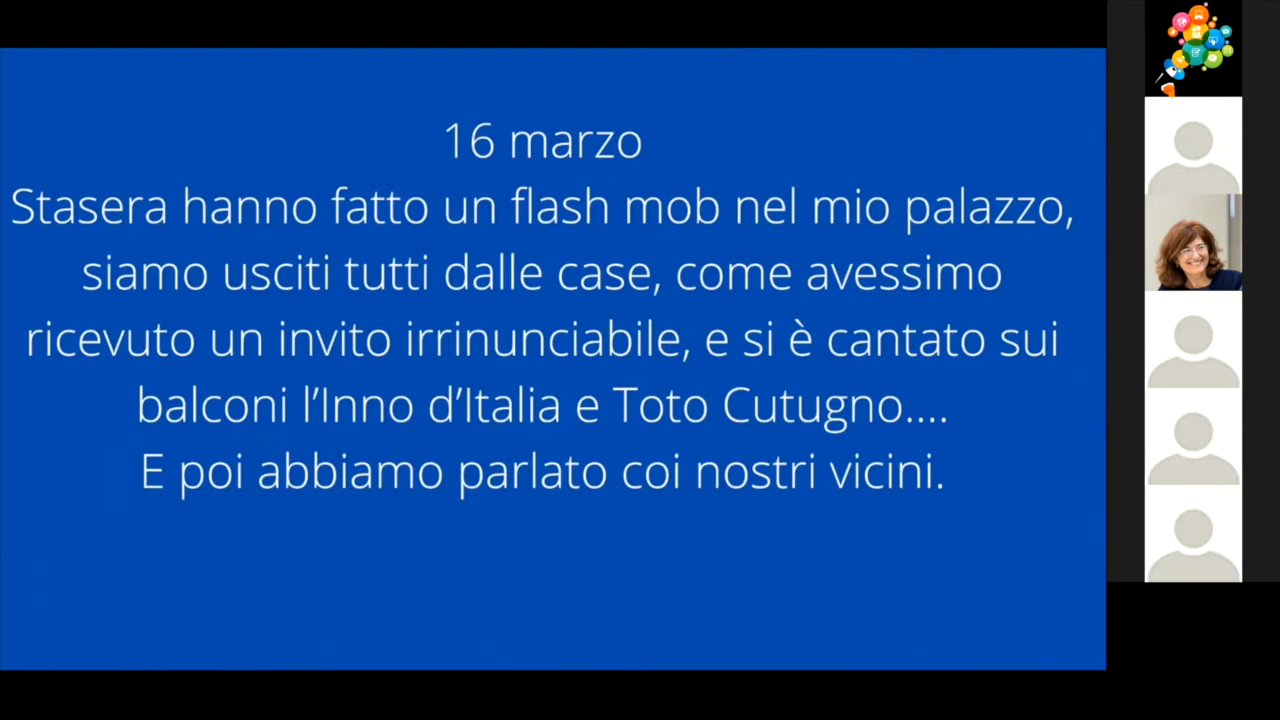 16 marzo
Stasera hanno fatto un flash mob nel mio palazzo,
siamo usciti tutti dalle case, come avessimo
ricevuto un invito irrinunciabile, e si è cantato sui
balconi l’Inno d’Italia e Toto Cutugno....
E poi abbiamo parlato coi nostri vicini.